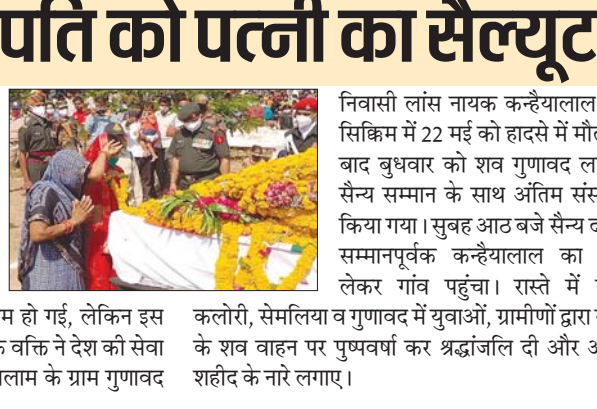 पति को पत्नी का सैल्यूट
निवासी लांस नायक कन्हैयालाल
सिक्किम में 22 मई को हादसे में
बाद बुधवार को शव गुणावद
सैन्य सम्मान के साथ अंतिम
किया गया। सुबह आठ बजे सैन्य
सम्मानपूर्वक कन्हैयालाल का
लेकर गांव पहुंचा। रास्ते में
हो गई, लेकिन इस
वक्ति ने देश की सेवा
के ग्राम गुणावद
कलोरी, सेमलिया व गुणावद में युवाओं, ग्रामीणों द्वारा
के शव वाहन पर पुष्पवर्षा कर श्रद्धांजलि दी और
शहीद के नारे लगाए।